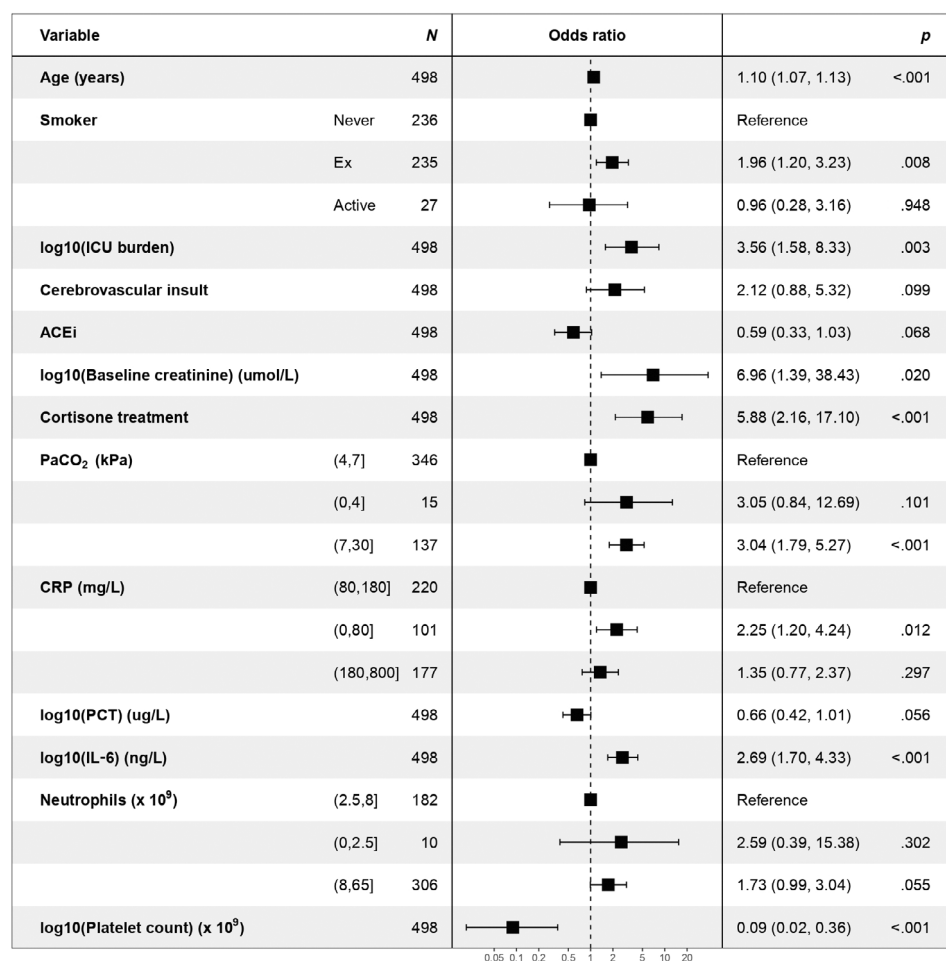 Variable N Odds ratio p
Age (years) 498 1.10 (1.07, 1.13) <.001
Smoker Never 236 Reference
Ex 235 1.96 (1.20, 3.23) .008
Active 27 0.96 (0.28, 3.16) .948
log10(ICU burden) 498 3.56 (1.58, 8.33) .003
Cerebrovascular insult 498 2.12 (0.88, 5.32) .099
ACEi 498 0.59 (0.33, 1.03) .068
log10(Baseline creatinine) (umol/L) 498 6.96 (1.39, 38.43) .020
Cortisone treatment 498 5.88 (2.16, 17.10) <.001
PaCO₂ (kPa) (4,7] 346 Reference
(0,4] 15 3.05 (0.84, 12.69) .101
(7,30] 137 3.04 (1.79, 5.27) <.001
CRP (mg/L) (80,180] 220 Reference
(0,80] 101 2.25 (1.20, 4.24) .012
(180,800] 177 1.35 (0.77, 2.37) .297
log10(PCT) (ug/L) 498 0.66 (0.42, 1.01) .056
log10(IL-6) (ng/L) 498 2.69 (1.70, 4.33) <.001
Neutrophils (x 10⁹) (2.5,8] 182 Reference
(0,2.5] 10 2.59 (0.39, 15.38) .302
(8,65] 306 1.73 (0.99, 3.04) .055
log10(Platelet count) (x 10⁹) 498 0.09 (0.02, 0.36) <.001
0.05 0.1 0.2 0.5 1 2 5 10 20